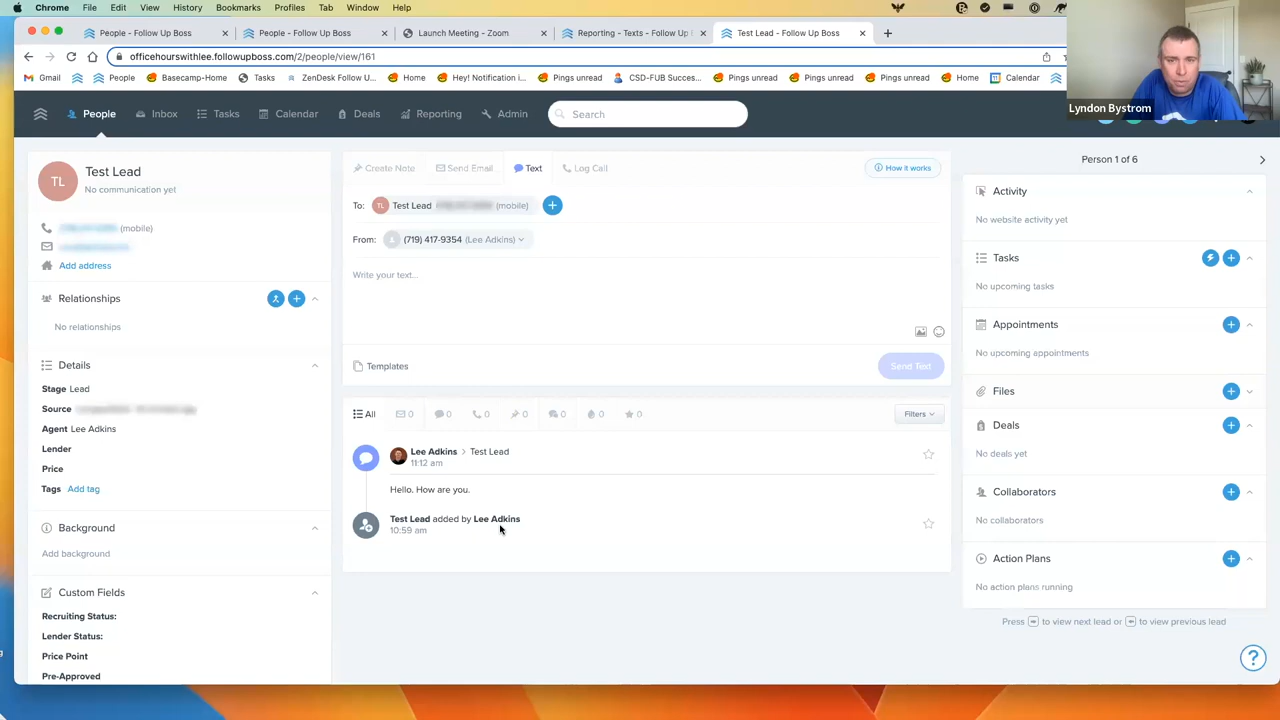 Chrome File Edit View History Bookmarks Profiles Tab Window Help
People - Follow Up Boss
People - Follow Up Boss
Launch Meeting - Zoom
Reporting - Texts - Follow Up
Test Lead - Follow Up Boss
officehourswithlee.followupboss.com/2/people/view/161
Gmail People Basecamp-Home Tasks ZenDesk Follow U... Home Hey! Notification i... Pings unread CSD-FUB Succes... Pings unread Pings unread Pings unread Home Calendar
Lyndon Bystrom
People Inbox Tasks Calendar Deals Reporting Admin Search
TL
Test Lead
No communication yet
(mobile)
Add address
Relationships
No relationships
Details
Stage Lead
Source
Agent Lee Adkins
Lender
Price
Tags Add tag
Background
Add background
Custom Fields
Recruiting Status:
Lender Status:
Price Point
Pre-Approved
Create Note Send Email Text Log Call How it works
To: TL Test Lead (mobile)
From: (719) 417-9354 (Lee Adkins)
Write your text...
Templates Send Text
All 0 0 0 0 0 0 0 Filters
Lee Adkins > Test Lead
11:12 am
Hello. How are you.
Test Lead added by Lee Adkins
10:59 am
Person 1 of 6
Activity
No website activity yet
Tasks
No upcoming tasks
Appointments
No upcoming appointments
Files
Deals
No deals yet
Collaborators
No collaborators
Action Plans
No action plans running
Press to view next lead or to view previous lead
?